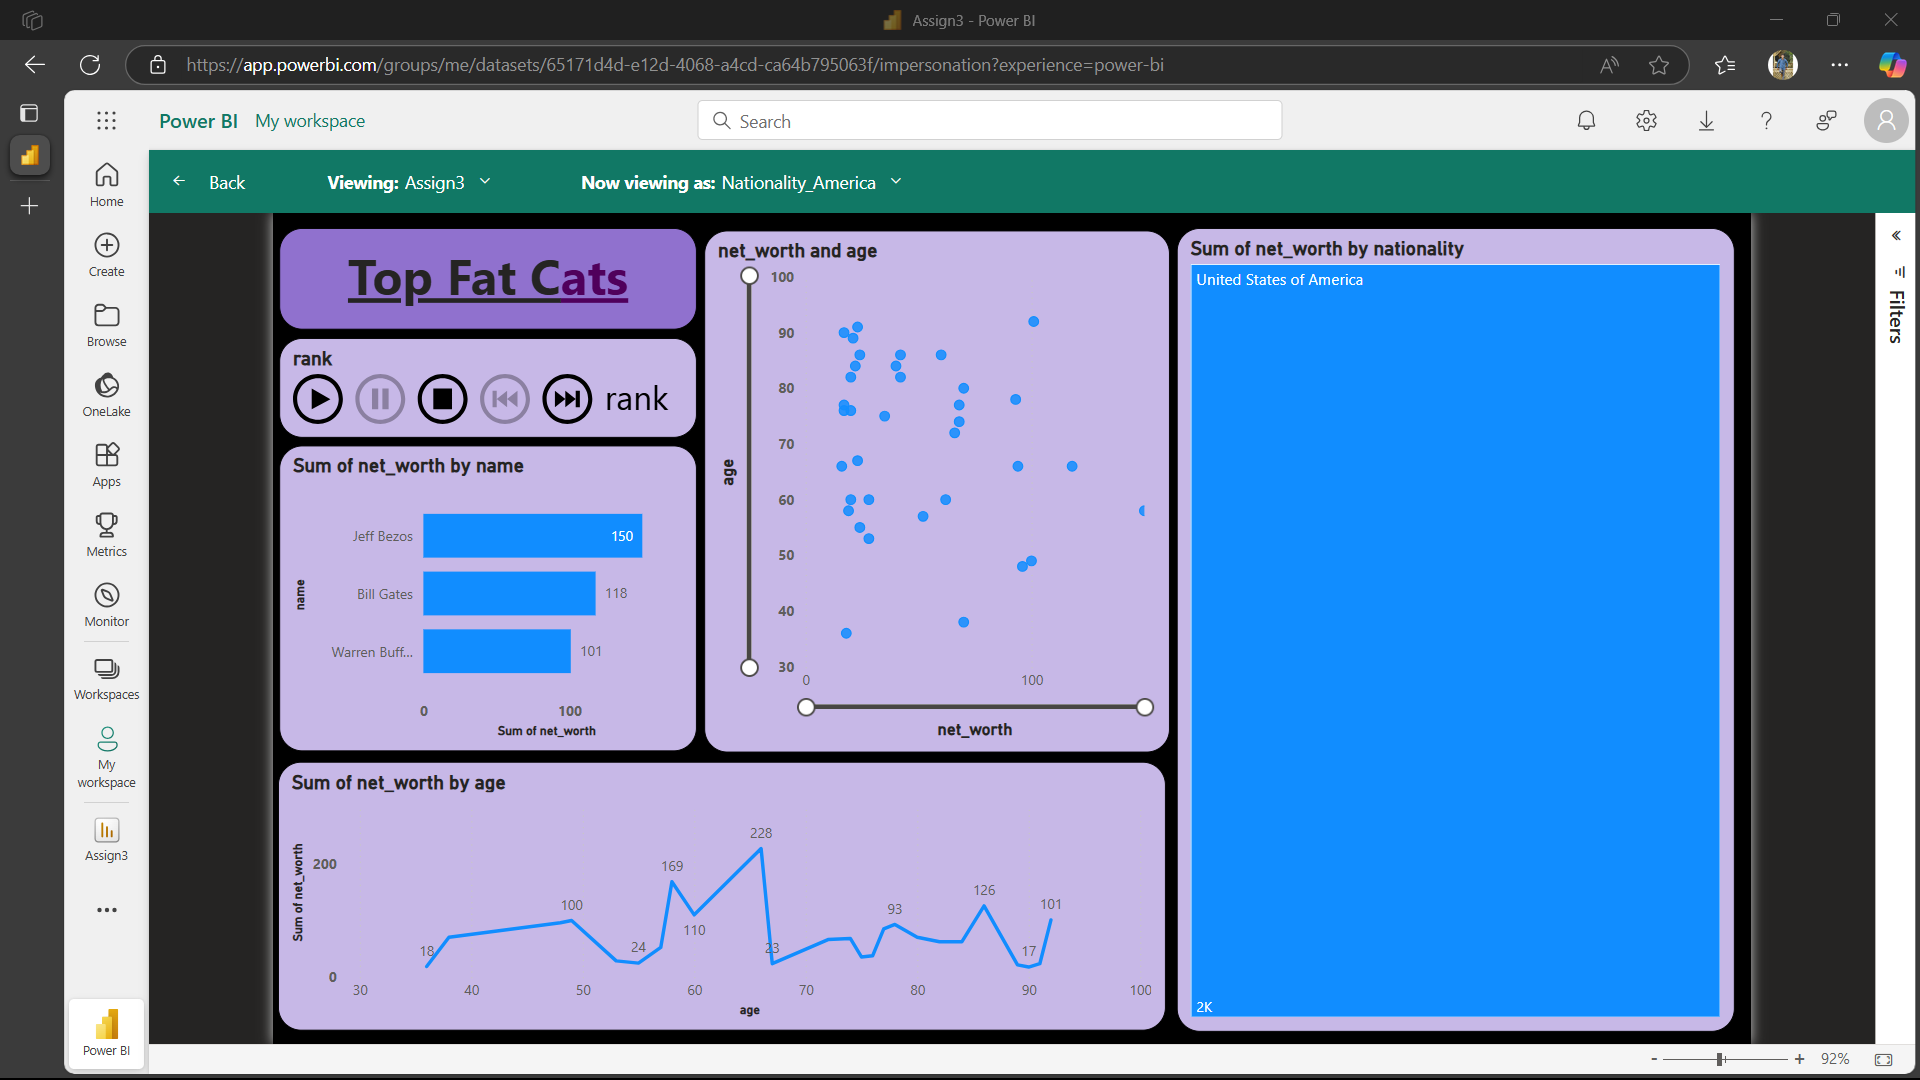 Assign3 - Power BI
https://app.powerbi.com/groups/me/datasets/65171d4d-e12d-4068-a4cd-ca64b795063f/impersonation?experience=power-bi
Power BI My workspace
Search
Back
Viewing: Assign3
Now viewing as: Nationality_America
Home
Create
Browse
OneLake
Apps
Metrics
Monitor
Workspaces
My
workspace
Assign3
Power BI
Top Fat Cats
rank
rank
Sum of net_worth by name
name
Jeff Bezos 150
Bill Gates 118
Warren Buff... 101
0 100
Sum of net_worth
net_worth and age
age
100
90
80
70
60
50
40
30
0 100
net_worth
Sum of net_worth by nationality
United States of America
2K
Filters
Sum of net_worth by age
Sum of net_worth
200
0
18 100 24 169 110 228 23 93 126 17 101
30 40 50 60 70 80 90 100
age
- + 92%